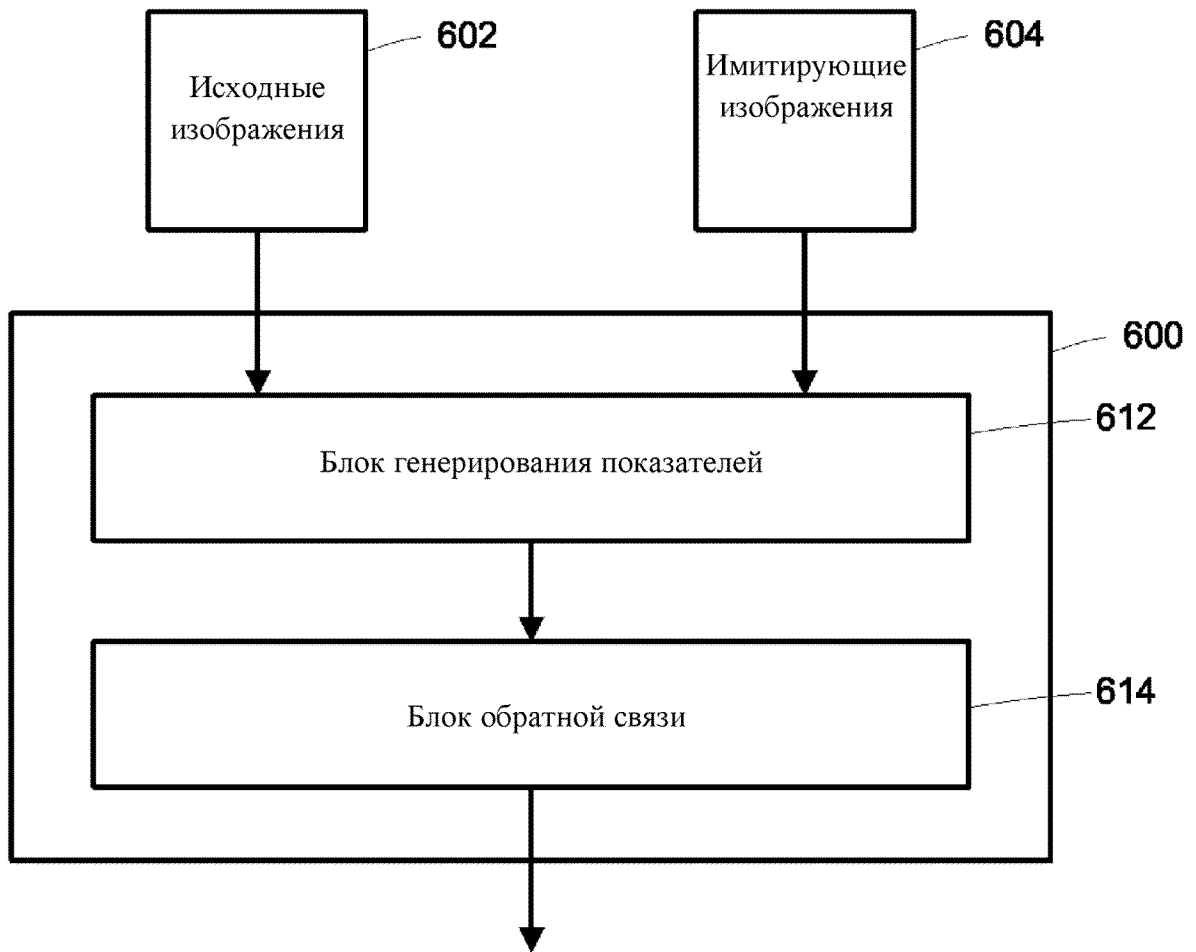 602
Исходные
изображения
604
Имитирующие
изображения
600
612
Блок генерирования показателей
614
Блок обратной связи